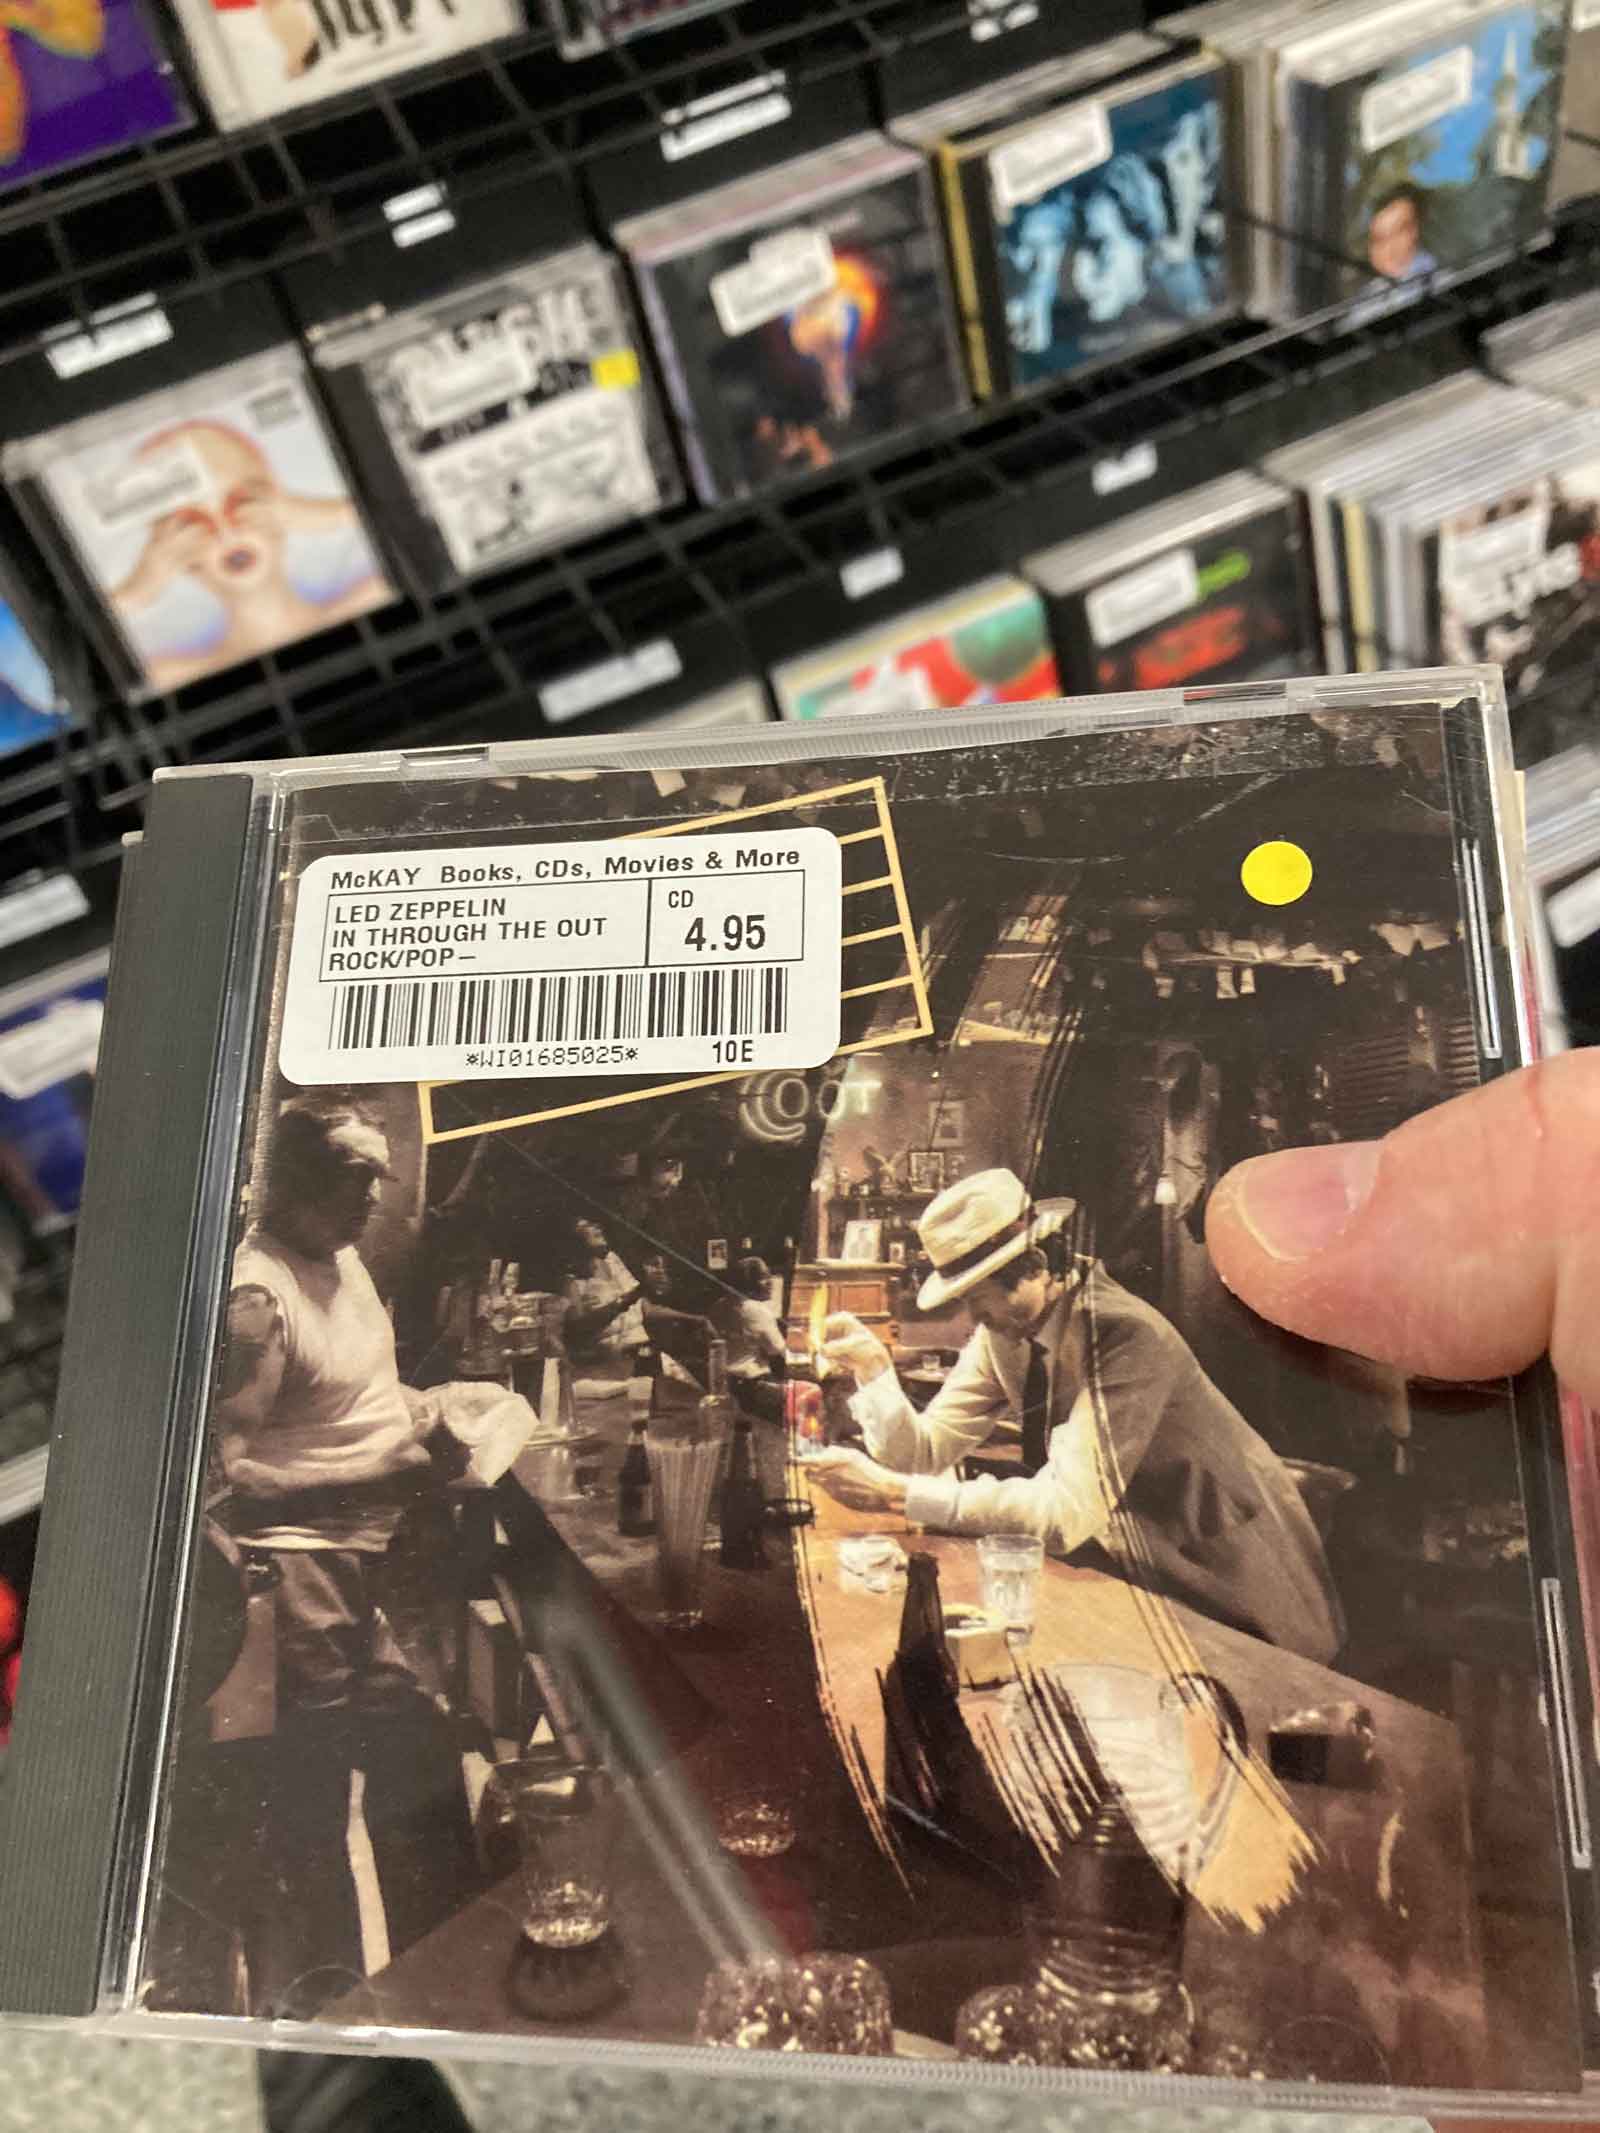 McKAY Books, CDs, Movies & More
LED ZEPPELIN
IN THROUGH THE OUT
ROCK/POP—
CD
4.95
*WI01685025*
10E